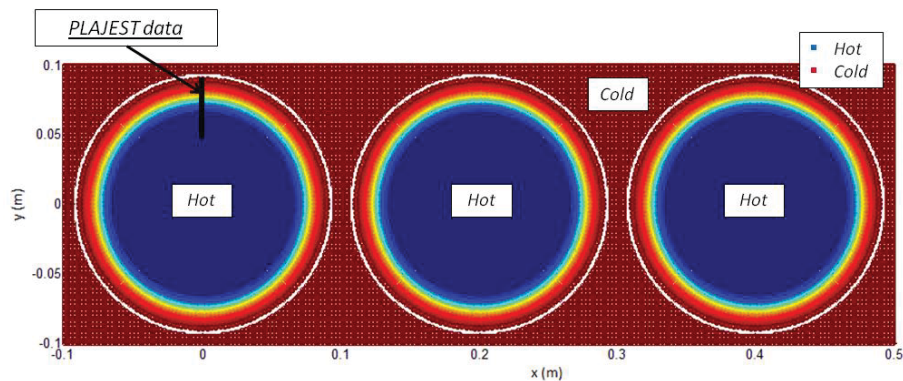 PLAJEST data
Hot
Cold
Cold
Hot
Hot
Hot
0.1
0.05
0
-0.05
-0.1
y (m)
-0.1
0
0.1
0.2
0.3
0.4
0.5
x (m)